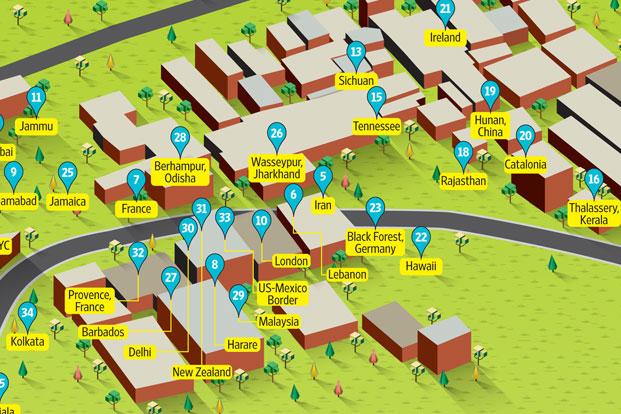 21
Ireland
13
Sichuan
11
Jammu
15
Tennessee
19
Hunan,
China
20
Catalonia
28
Berhampur,
Odisha
26
Wasseypur,
Jharkhand
18
Rajasthan
bai
9
amabad
25
Jamaica
7
France
6
5
Iran
16
Thalassery,
Kerala
23
Black Forest,
Germany
22
Hawaii
YC
31
33
10
London
30
32
Lebanon
27
8
US-Mexico
Border
Provence,
France
29
Malaysia
34
Kolkata
Barbados
Delhi
Harare
New Zealand
5
iala